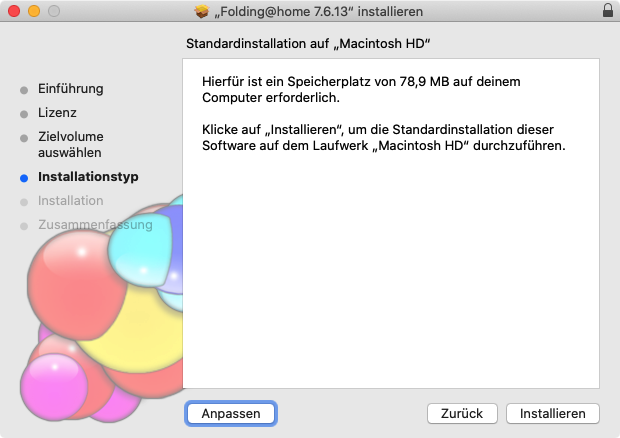 „Folding@home 7.6.13“ installieren
Standardinstallation auf „Macintosh HD“
Einführung
Lizenz
Zielvolume
auswählen
Installationstyp
Installation
Zusammenfassung
Hierfür ist ein Speicherplatz von 78,9 MB auf deinem
Computer erforderlich.
Klicke auf „Installieren“, um die Standardinstallation dieser
Software auf dem Laufwerk „Macintosh HD“ durchzuführen.
Anpassen
Zurück
Installieren